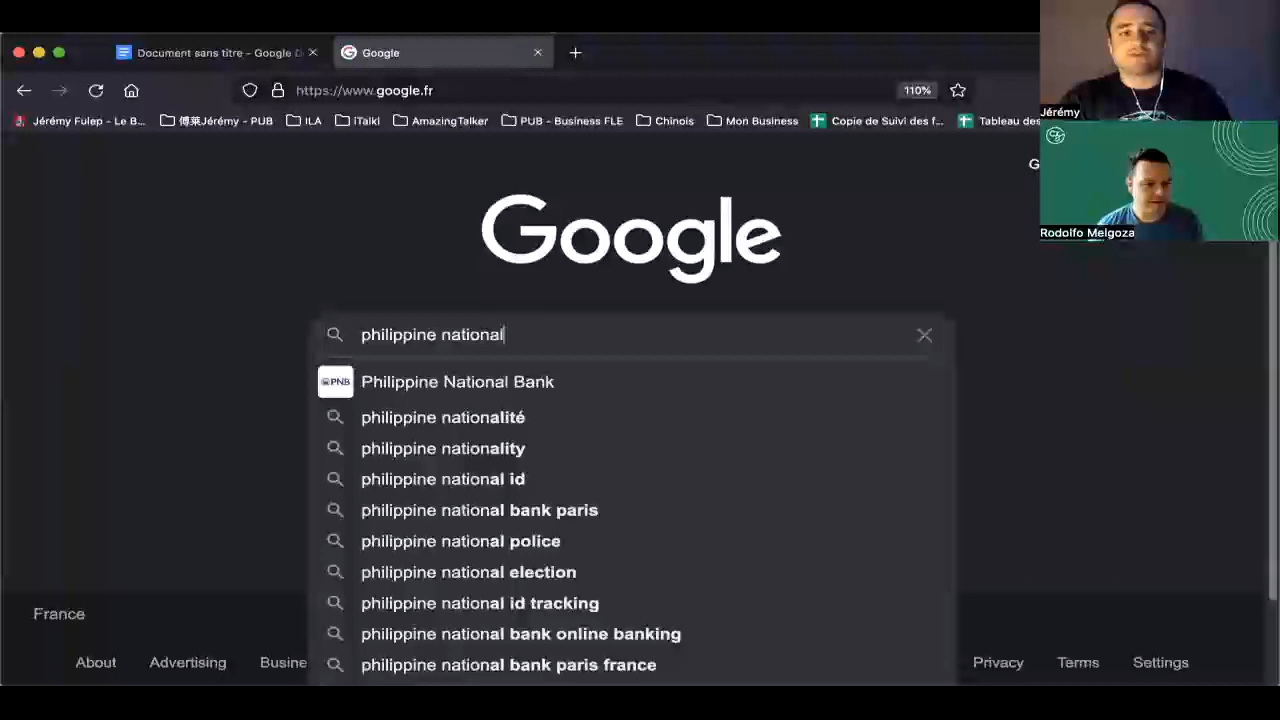 Document sans titre - Google D
Google
https://www.google.fr
110%
Jérémy Fulep - Le B...
傅莱Jérémy - PUB
ILA
iTalki
AmazingTalker
PUB - Business FLE
Chinois
Mon Business
Copie de Suivi des f...
Tableau des
Jérémy
G
Rodolfo Melgoza
Google
philippine national
PNB
Philippine National Bank
philippine nationalité
philippine nationality
philippine national id
philippine national bank paris
philippine national police
philippine national election
philippine national id tracking
philippine national bank online banking
philippine national bank paris france
France
About
Advertising
Busine
Privacy
Terms
Settings